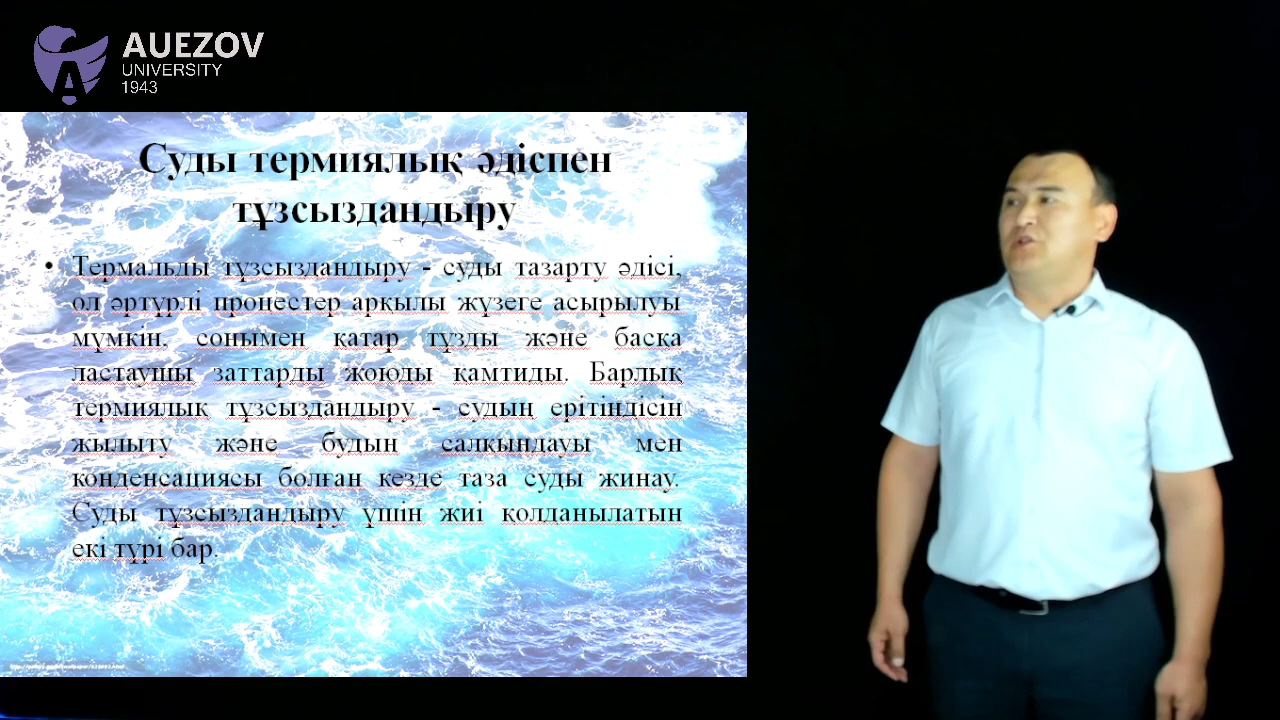 AUEZOV
UNIVERSITY
1943
Суды термиялық әдіспен
тұзсыздандыру
• Термальды тұзсыздандыру - суды тазарту әдісі,
ол әртүрлі процестер арқылы жүзеге асырылуы
мүмкін, сонымен қатар тұзды және басқа
ластаушы заттарды жоюды қамтиды. Барлық
термиялық тұзсыздандыру - судың ерітіндісін
жылыту және будың салқындауы мен
конденсациясы болған кезде таза суды жинау.
Суды тұзсыздандыру үшін жиі қолданылатын
екі түрі бар.